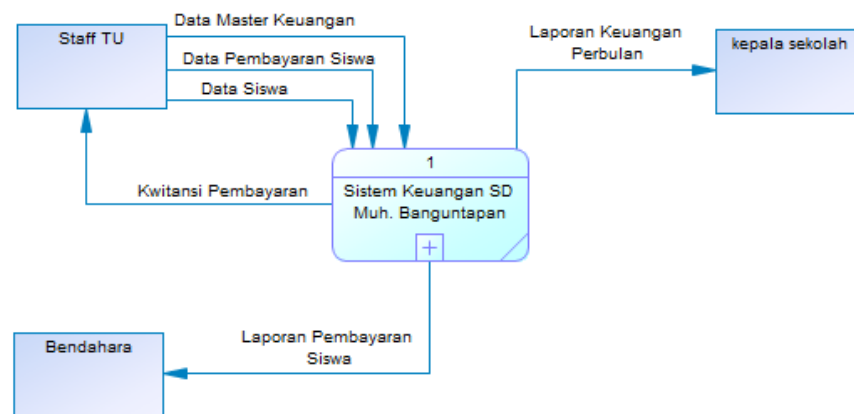 Data Master Keuangan
Staff TU
Data Pembayaran Siswa
Data Siswa
Laporan Keuangan
Perbulan
kepala sekolah
1
Sistem Keuangan SD
Muh. Banguntapan
Kwitansi Pembayaran
Laporan Pembayaran
Siswa
Bendahara